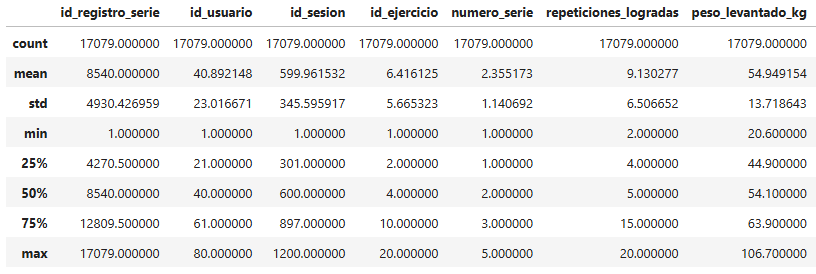 id_registro_serie id_usuario id_sesion id_ejercicio numero_serie repeticiones_logradas peso_levantado_kg
count 17079.000000 17079.000000 17079.000000 17079.000000 17079.000000 17079.000000 17079.000000
mean 8540.000000 40.892148 599.961532 6.416125 2.355173 9.130277 54.949154
std 4930.426959 23.016671 345.595917 5.665323 1.140692 6.506652 13.718643
min 1.000000 1.000000 1.000000 1.000000 1.000000 2.000000 20.600000
25% 4270.500000 21.000000 301.000000 2.000000 1.000000 4.000000 44.900000
50% 8540.000000 40.000000 600.000000 4.000000 2.000000 5.000000 54.100000
75% 12809.500000 61.000000 897.000000 10.000000 3.000000 15.000000 63.900000
max 17079.000000 80.000000 1200.000000 20.000000 5.000000 20.000000 106.700000